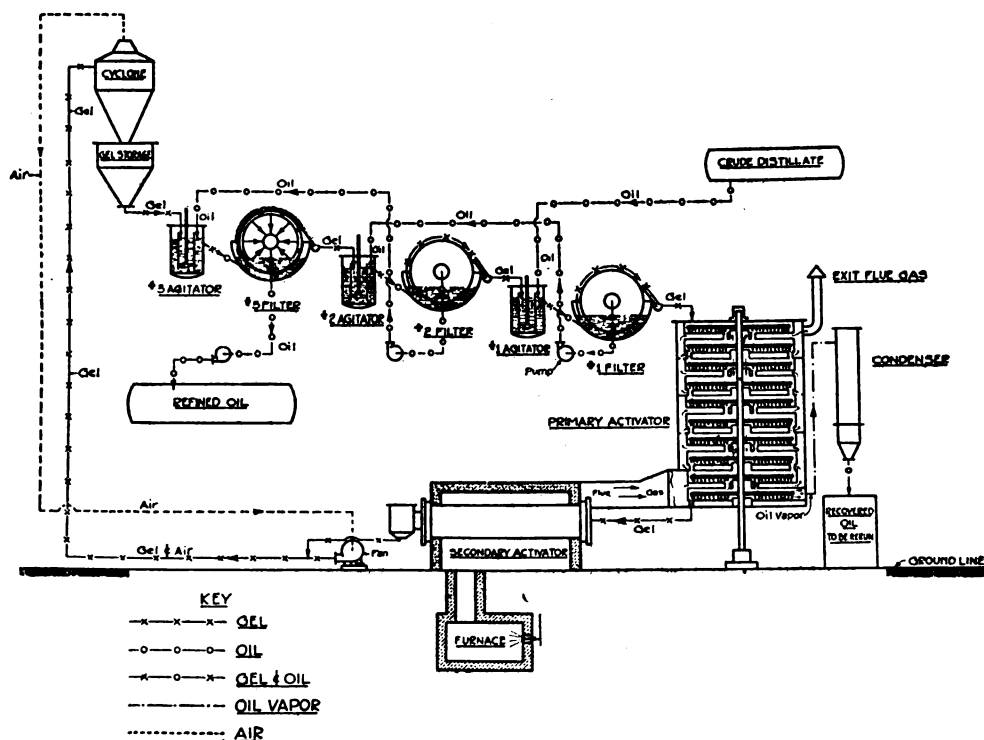 CYCLONE
Gel
GEL STORAGE
Air
Gel
Oil
Oil
CRUDE DISTILLATE
Oil
Oil
Gel
Oil
Gel
Oil
Gel
EXIT FLUE GAS
#3 AGITATOR
#3 FILTER
#2 AGITATOR
#2 FILTER
#1 AGITATOR
#1 FILTER
Pump
Oil
CONDENSER
Gel
REFINED OIL
PRIMARY ACTIVATOR
Flue Gas
Oil Vapor
Air
Gel
RECOVERED
OIL
TO BE RERUN
Gel & Air
Fan
SECONDARY ACTIVATOR
GROUND LINE
FURNACE
KEY
GEL
OIL
GEL & OIL
OIL VAPOR
AIR